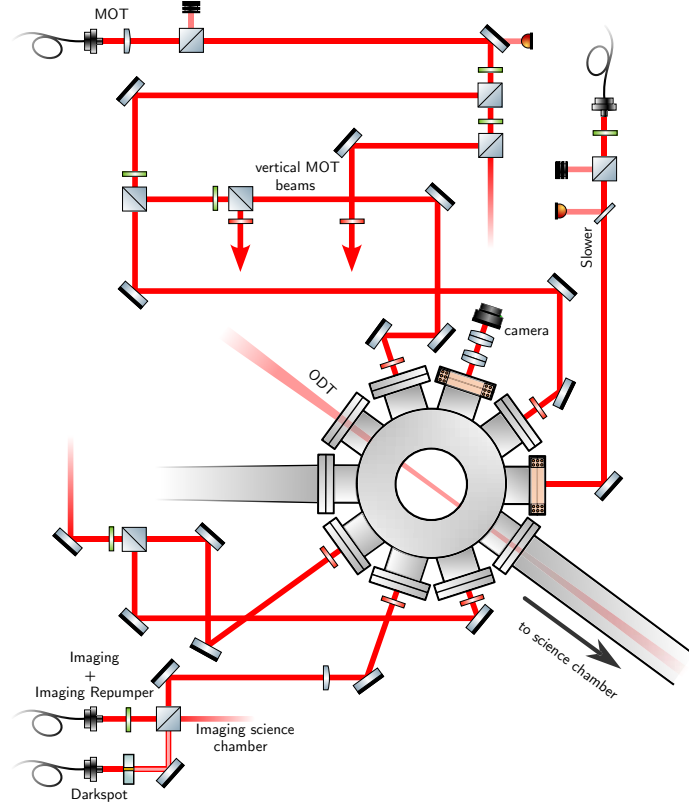 MOT
vertical MOT
beams
Slower
camera
ODT
to science chamber
Imaging
+
Imaging Repumper
Imaging science
chamber
Darkspot